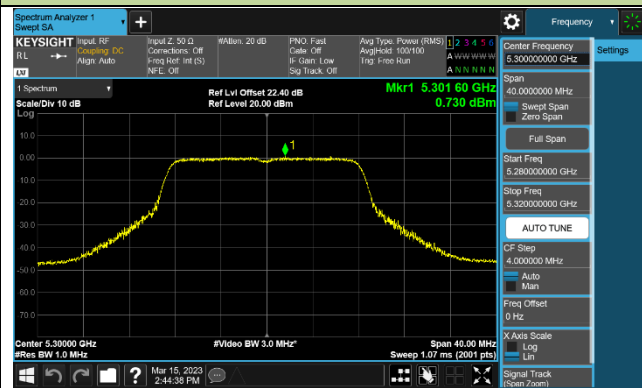 Spectrum Analyzer 1
Swept SA
+
Frequency
KEYSIGHT
RL
LXI
Input: RF
Coupling: DC
Align: Auto
Input Z: 50 Ω
Corrections: Off
Freq Ref: Int (S)
NFE: Off
#Atten: 20 dB
PNO: Fast
Gate: Off
IF Gain: Low
Sig Track: Off
Avg Type: Power (RMS)
Avg|Hold: 100/100
Trig: Free Run
1 2 3 4 5 6
A W W W W W
A N N N N N
Center Frequency
5.300000000 GHz
Settings
Span
40.0000000 MHz
Swept Span
Zero Span
Full Span
Start Freq
5.280000000 GHz
Stop Freq
5.320000000 GHz
AUTO TUNE
CF Step
4.000000 MHz
Auto
Man
Freq Offset
0 Hz
X Axis Scale
Log
Lin
Signal Track
(Span Zoom)
1 Spectrum
Scale/Div 10 dB
Log
Ref Lvl Offset 22.40 dB
Ref Level 20.00 dBm
Mkr1 5.301 60 GHz
0.730 dBm
1
10.0
0.00
10.0
20.0
30.0
40.0
-50.0
60.0
70.0
Center 5.30000 GHz
#Res BW 1.0 MHz
#Video BW 3.0 MHz*
Span 40.00 MHz
Sweep 1.07 ms (2001 pts)
?
Mar 15, 2023
2:44:38 PM